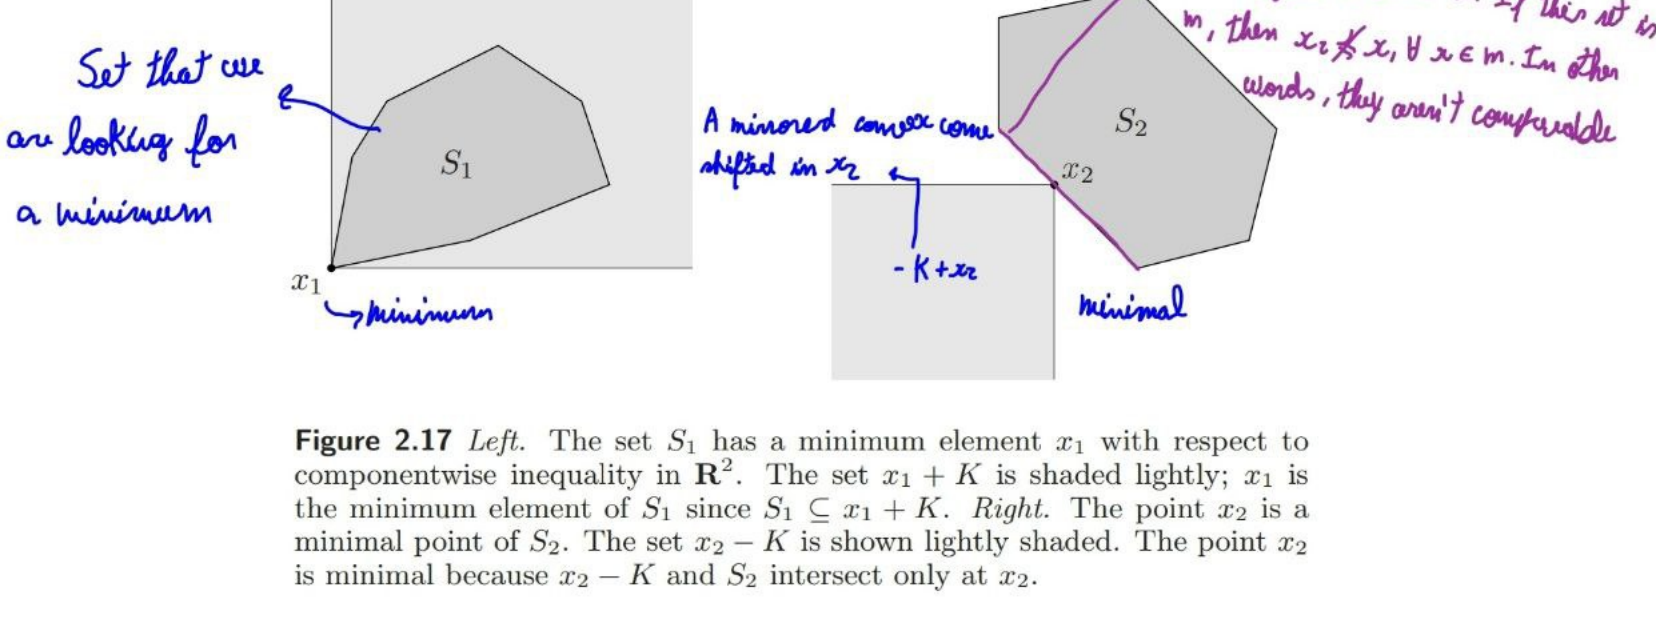 If this set is
m, then x₂ ⋠ x, ∀ x ∈ m. In other
words, they aren't comparable
Set that we
are looking for
a minimum
S₁
x₁
minimum
A mirrored convex cone
shifted in x₂
S₂
x₂
- K + x₂
minimal
Figure 2.17 Left. The set S₁ has a minimum element x₁ with respect to
componentwise inequality in R². The set x₁ + K is shaded lightly; x₁ is
the minimum element of S₁ since S₁ ⊆ x₁ + K. Right. The point x₂ is a
minimal point of S₂. The set x₂ − K is shown lightly shaded. The point x₂
is minimal because x₂ − K and S₂ intersect only at x₂.